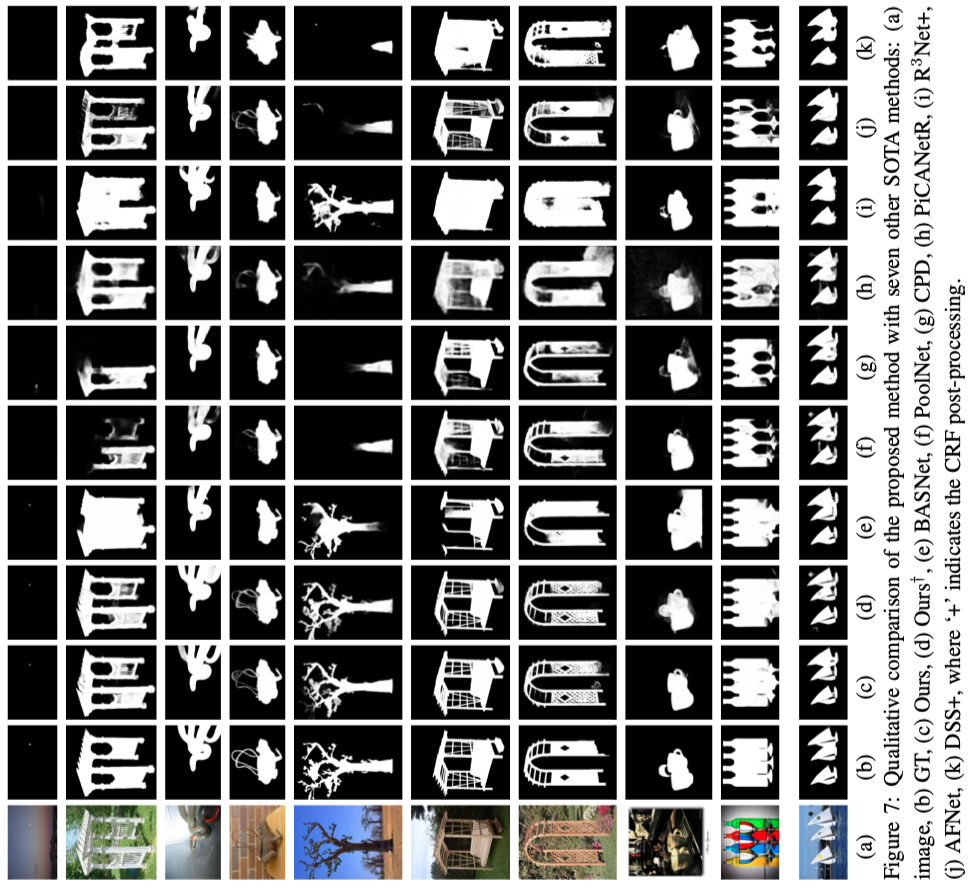 (a) (b) (c) (d) (e) (f) (g) (h) (i) (j) (k)
Figure 7: Qualitative comparison of the proposed method with seven other SOTA methods: (a)
image, (b) GT, (c) Ours, (d) Ours†, (e) BASNet, (f) PoolNet, (g) CPD, (h) PiCANetR, (i) R³Net+,
(j) AFNet, (k) DSS+, where ‘+’ indicates the CRF post-processing.